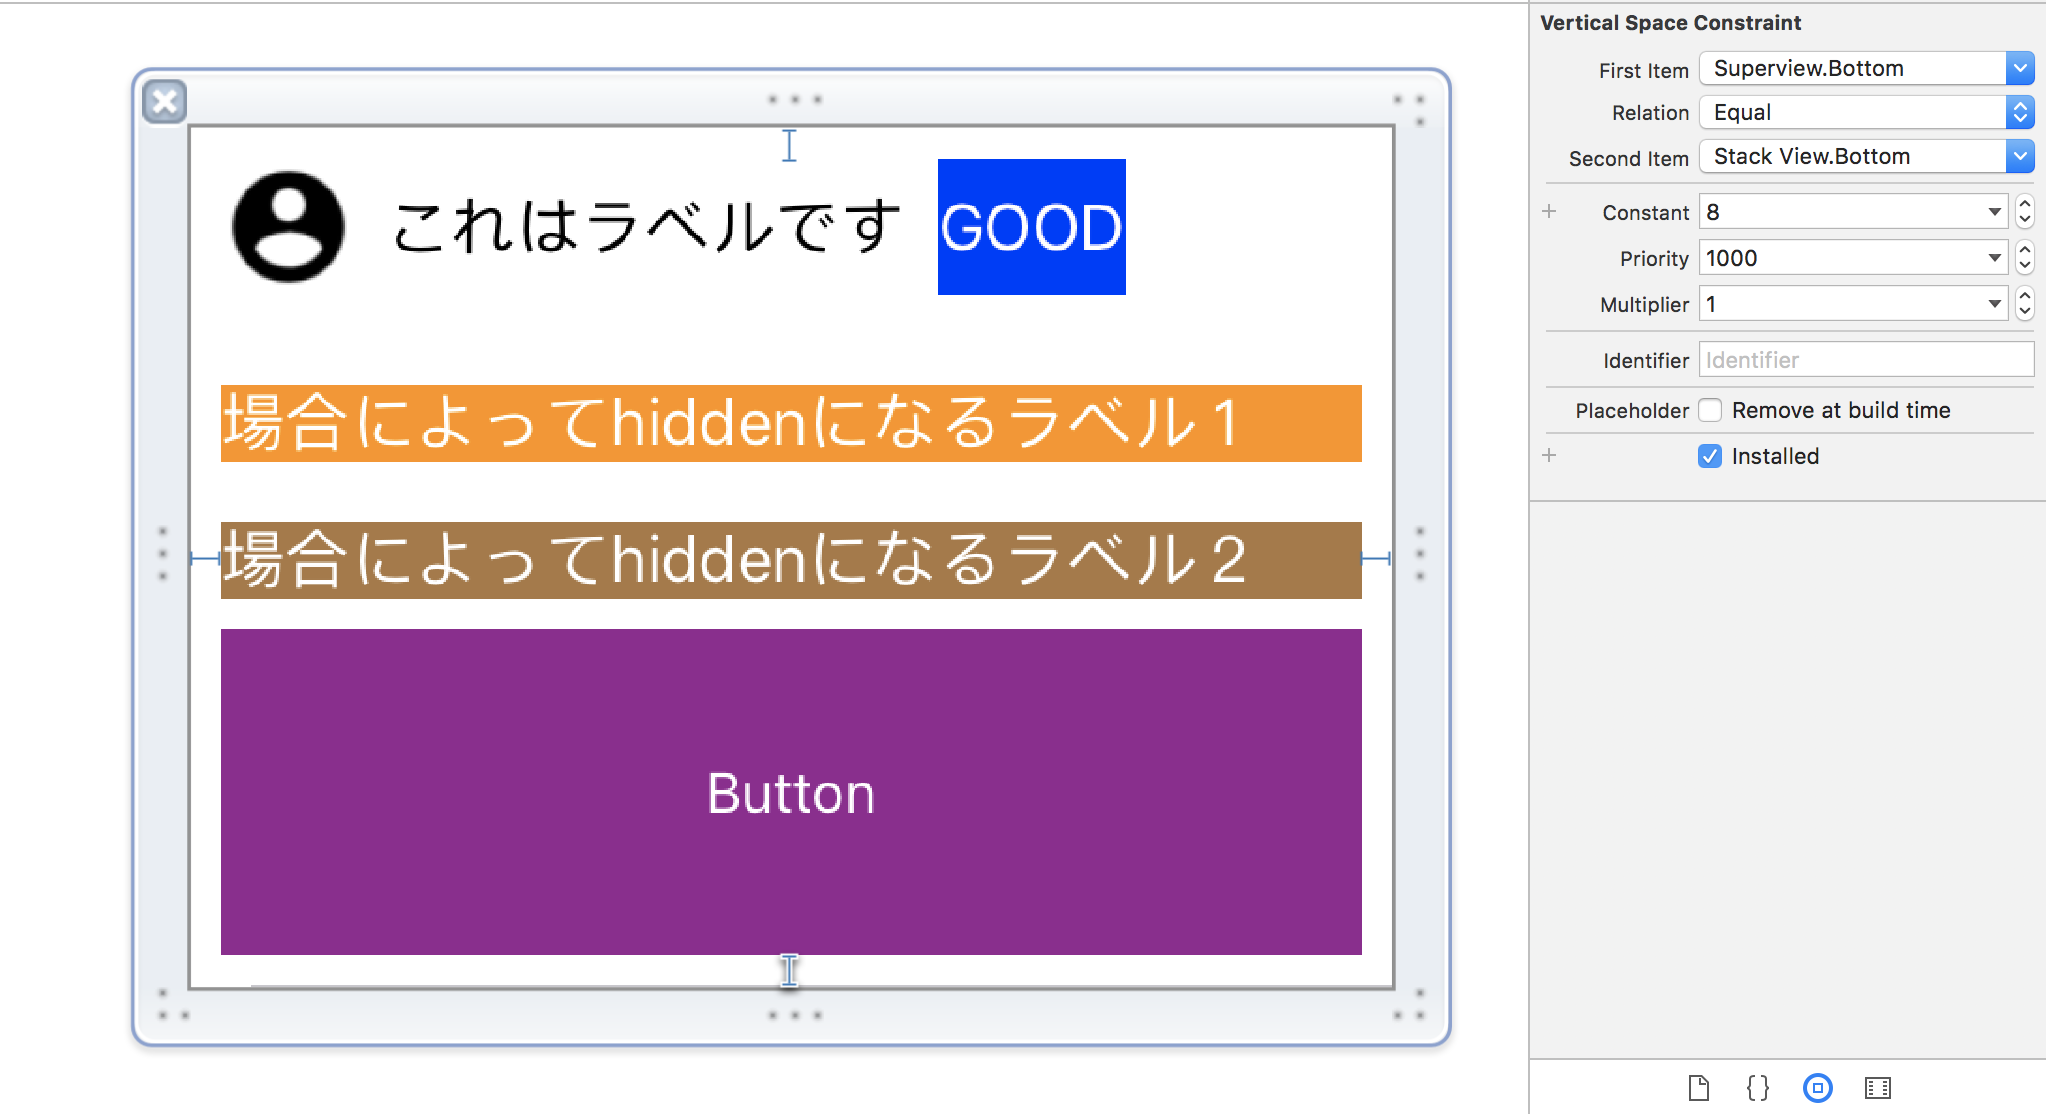 これはラベルです GOOD
場合によってhiddenになるラベル1
場合によってhiddenになるラベル2
Button
Vertical Space Constraint
First Item Superview.Bottom
Relation Equal
Second Item Stack View.Bottom
Constant 8
Priority 1000
Multiplier 1
Identifier Identifier
Placeholder Remove at build time
Installed